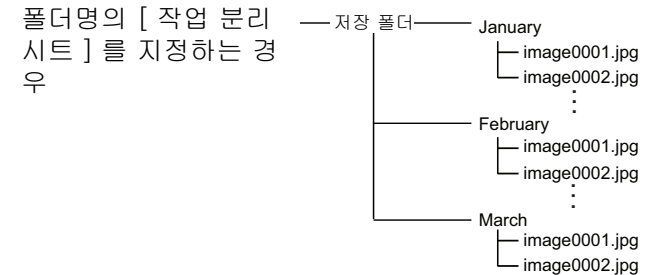 폴더명의 [ 작업 분리
시트 ] 를 지정하는 경
우
저장 폴더
January
image0001.jpg
image0002.jpg
February
image0001.jpg
image0002.jpg
March
image0001.jpg
image0002.jpg